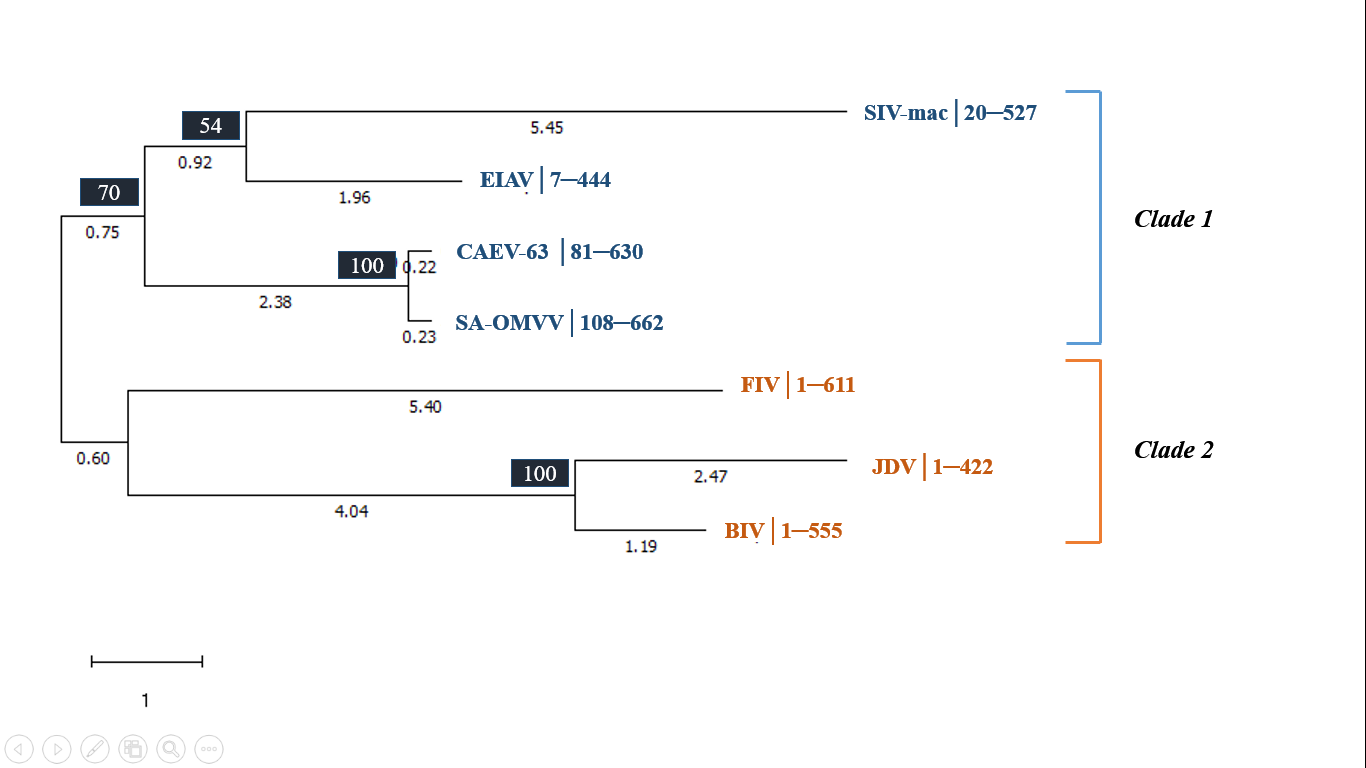 54
SIV-mac|20—527
5.45
0.92
70
EIAV|7—444
1.96
0.75
Clade 1
CAEV-63 |81—630
100
0.22
2.38
SA-OMVV|108—662
0.23
FIV|1—611
5.40
Clade 2
0.60
100
JDV|1—422
2.47
4.04
BIV|1—555
1.19
1